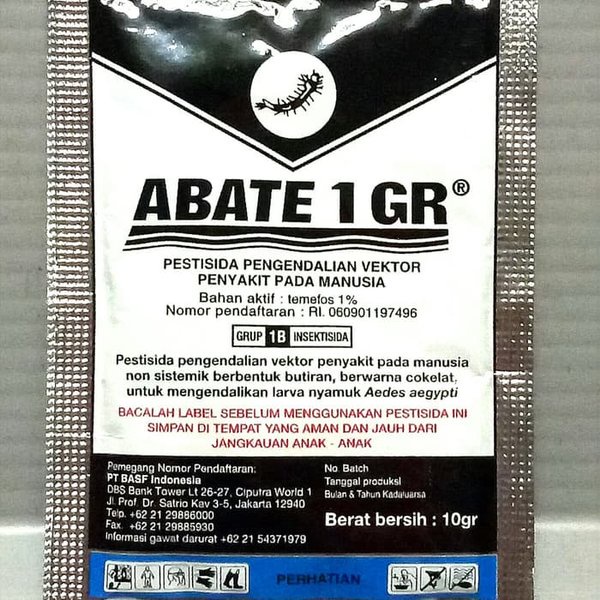 ABATE 1 GR®
PESTISIDA PENGENDALIAN VEKTOR
PENYAKIT PADA MANUSIA
Bahan aktif : temefos 1%
Nomor pendaftaran : RI. 060901197496
GRUP 1B INSEKTISIDA
Pestisida pengendalian vektor penyakit pada manusia
non sistemik berbentuk butiran, berwarna cokelat,
untuk mengendalikan larva nyamuk Aedes aegypti
BACALAH LABEL SEBELUM MENGGUNAKAN PESTISIDA INI
SIMPAN DI TEMPAT YANG AMAN DAN JAUH DARI
JANGKAUAN ANAK - ANAK
Pemegang Nomor Pendaftaran:
PT BASF Indonesia
DBS Bank Tower Lt 26-27, Ciputra World 1
Jl. Prof. Dr. Satrio Kav 3-5, Jakarta 12940
Telp. +62 21 29886000
Fax. +62 21 29885930
Informasi gawat darurat +62 21 54371979
No. Batch
Tanggal produksi
Bulan & Tahun Kadaluarsa
Berat bersih : 10gr
PERHATIAN